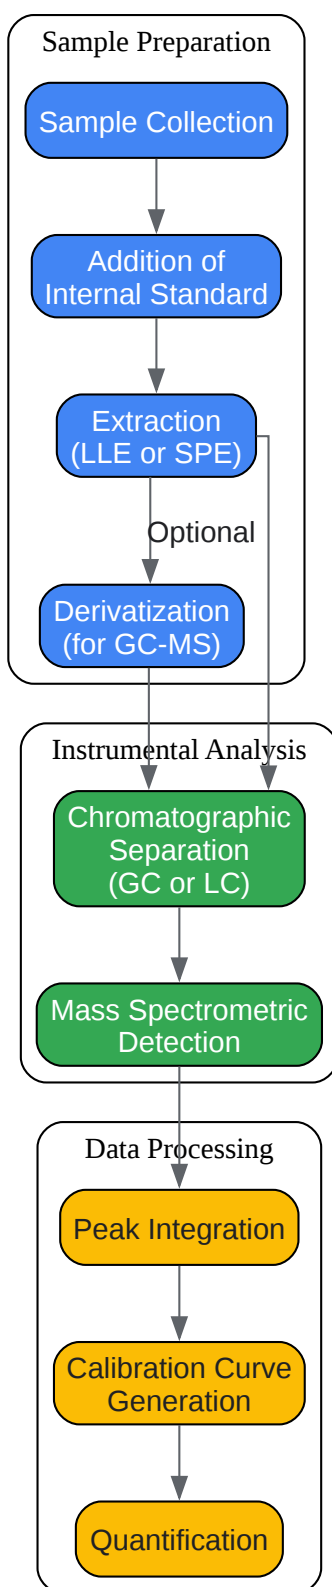 Sample Preparation
Sample Collection
Addition of
Internal Standard
Extraction
(LLE or SPE)
Optional
Derivatization
(for GC-MS)
Instrumental Analysis
Chromatographic
Separation
(GC or LC)
Mass Spectrometric
Detection
Data Processing
Peak Integration
Calibration Curve
Generation
Quantification